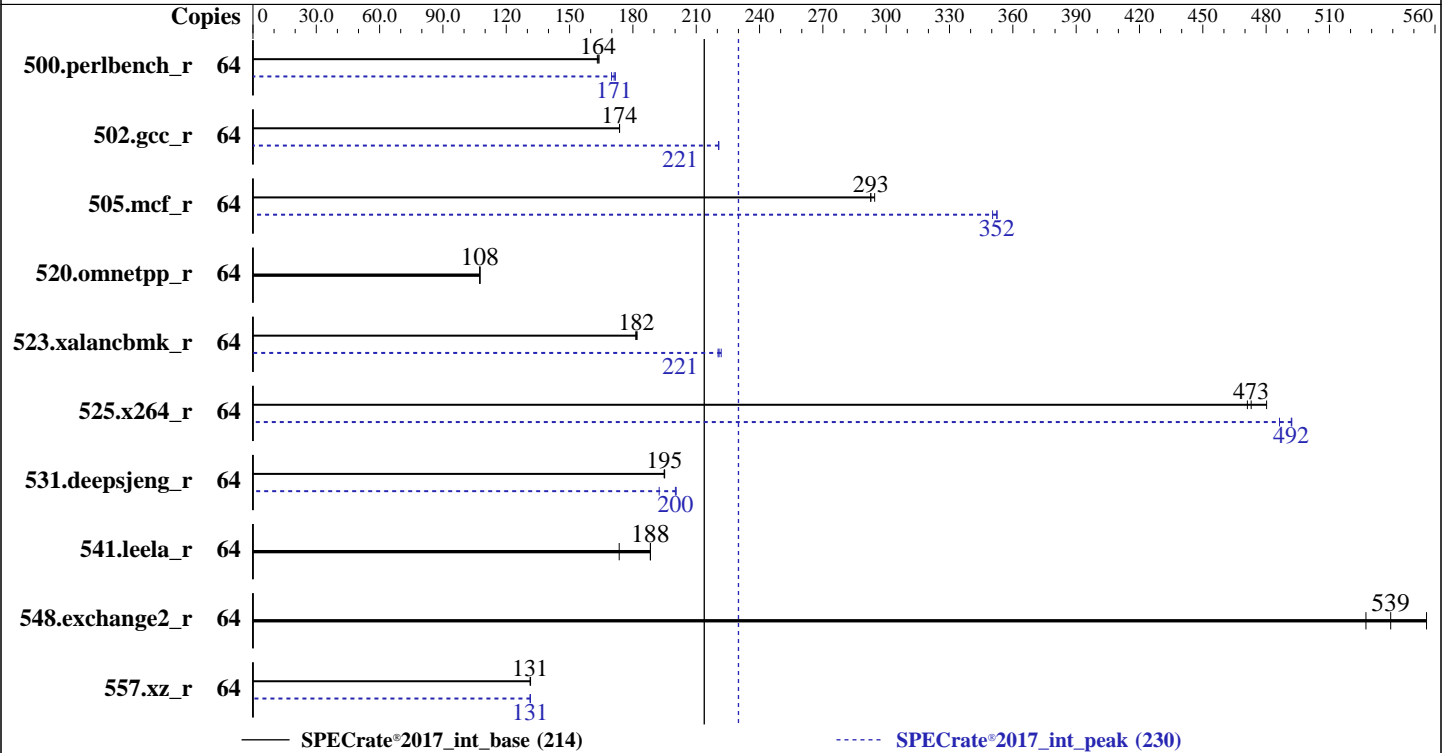 Copies 0 30.0 60.0 90.0 120 150 180 210 240 270 300 330 360 390 420 450 480 510 560
164
500.perlbench_r 64
171
174
502.gcc_r 64
221
293
505.mcf_r 64
352
108
520.omnetpp_r 64
182
523.xalancbmk_r 64
221
473
525.x264_r 64
492
195
531.deepsjeng_r 64
200
188
541.leela_r 64
539
548.exchange2_r 64
131
557.xz_r 64
131
SPECrate®2017_int_base (214) SPECrate®2017_int_peak (230)